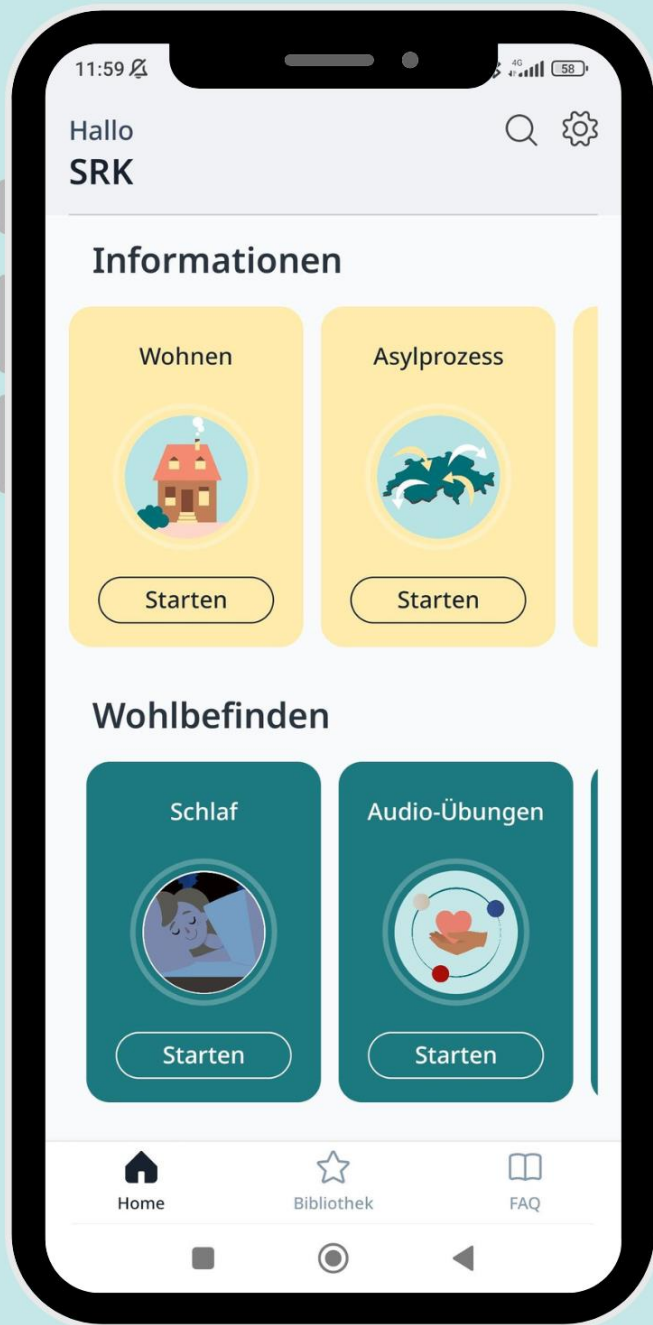 11:59
4G
58
Hallo
SRK
Informationen
Wohnen
Asylprozess
Starten
Starten
Wohlbefinden
Schlaf
Audio-Übungen
Starten
Starten
Home
Bibliothek
FAQ